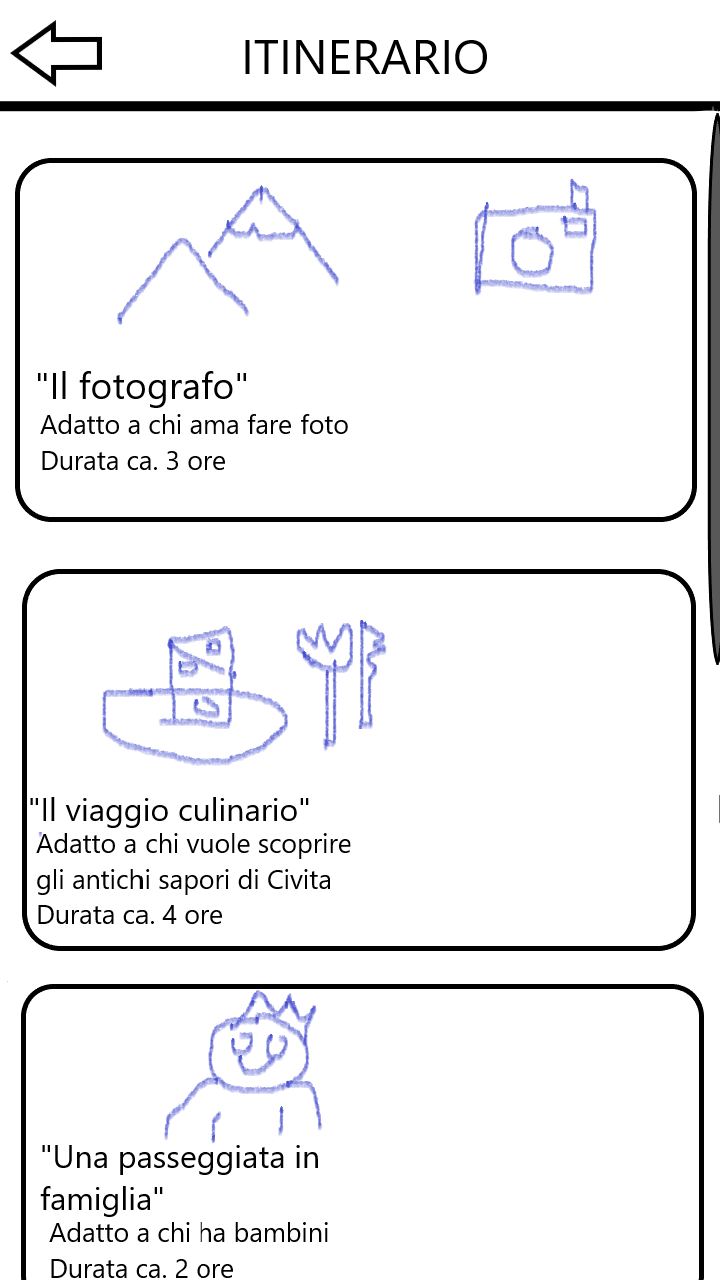 ITINERARIO
"Il fotografo"
Adatto a chi ama fare foto
Durata ca. 3 ore
"Il viaggio culinario"
Adatto a chi vuole scoprire
gli antichi sapori di Civita
Durata ca. 4 ore
"Una passeggiata in
famiglia"
Adatto a chi ha bambini
Durata ca. 2 ore